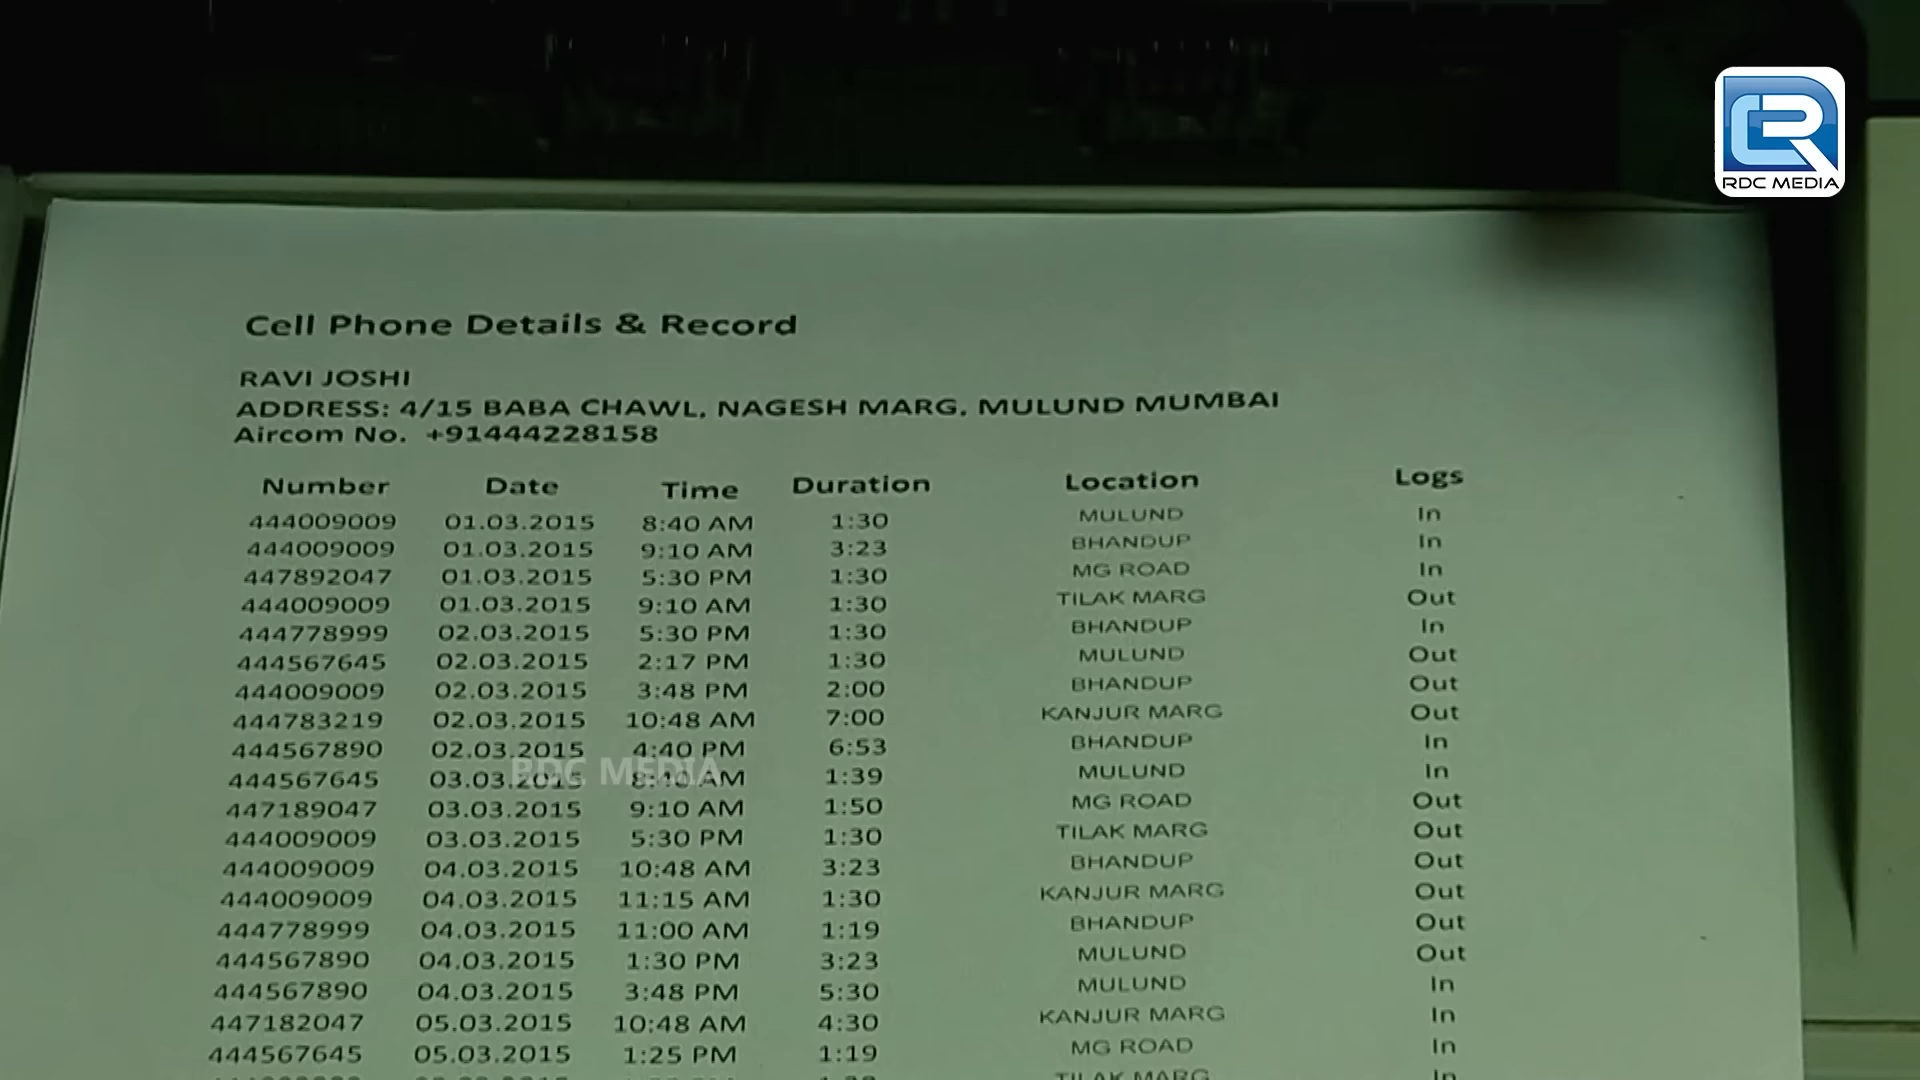 RDC MEDIA
Cell Phone Details & Record
RAVI JOSHI
ADDRESS: 4/15 BABA CHAWL, NAGESH MARG, MULUND MUMBAI
Aircom No. +91444228158
Number Date Time Duration Location Logs
444009009 01.03.2015 8:40 AM 1:30 MULUND In
444009009 01.03.2015 9:10 AM 3:23 BHANDUP In
447892047 01.03.2015 5:30 PM 1:30 MG ROAD In
444009009 01.03.2015 9:10 AM 1:30 TILAK MARG Out
444778999 02.03.2015 5:30 PM 1:30 BHANDUP In
444567645 02.03.2015 2:17 PM 1:30 MULUND Out
444009009 02.03.2015 3:48 PM 2:00 BHANDUP Out
444783219 02.03.2015 10:48 AM 7:00 KANJUR MARG Out
444567890 02.03.2015 4:40 PM 6:53 BHANDUP In
RDC MEDIA
444567645 03.03.2015 8:40 AM 1:39 MULUND In
447189047 03.03.2015 9:10 AM 1:50 MG ROAD Out
444009009 03.03.2015 5:30 PM 1:30 TILAK MARG Out
444009009 04.03.2015 10:48 AM 3:23 BHANDUP Out
444009009 04.03.2015 11:15 AM 1:30 KANJUR MARG Out
444778999 04.03.2015 11:00 AM 1:19 BHANDUP Out
444567890 04.03.2015 1:30 PM 3:23 MULUND Out
444567890 04.03.2015 3:48 PM 5:30 MULUND In
447182047 05.03.2015 10:48 AM 4:30 KANJUR MARG In
444567645 05.03.2015 1:25 PM 1:19 MG ROAD In
TILAK MARG In